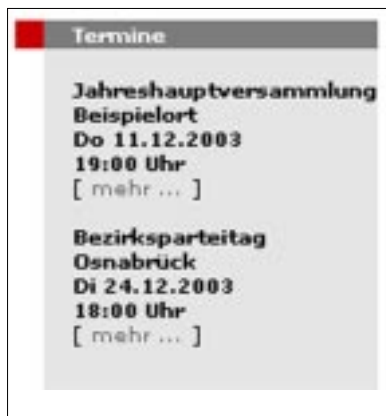 Termine
Jahreshauptversammlung
Beispielort
Do 11.12.2003
19:00 Uhr
[ mehr ... ]
Bezirksparteitag
Osnabrück
Di 24.12.2003
18:00 Uhr
[ mehr ... ]